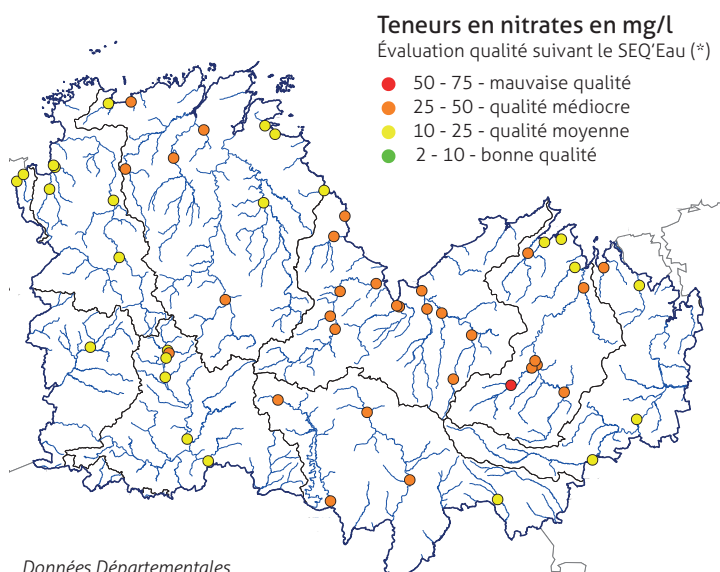 Teneurs en nitrates en mg/l
Évaluation qualité suivant le SEQ'Eau (*)
50 - 75 - mauvaise qualité
25 - 50 - qualité médiocre
10 - 25 - qualité moyenne
2 - 10 - bonne qualité
Données Départementales